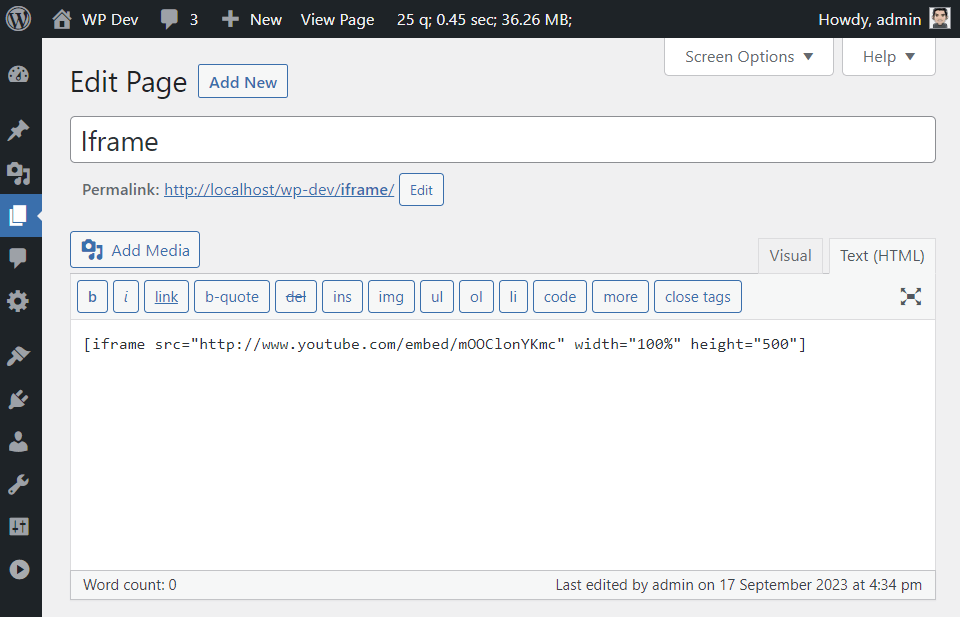 WP Dev 3 New View Page 25 q; 0.45 sec; 36.26 MB; Howdy, admin
Screen Options Help
Edit Page Add New
Iframe
Permalink: http://localhost/wp-dev/iframe/ Edit
Add Media Visual Text (HTML)
b i link b-quote del ins img ul ol li code more close tags
[iframe src="http://www.youtube.com/embed/mOOClonYKmc" width="100%" height="500"]
Word count: 0 Last edited by admin on 17 September 2023 at 4:34 pm